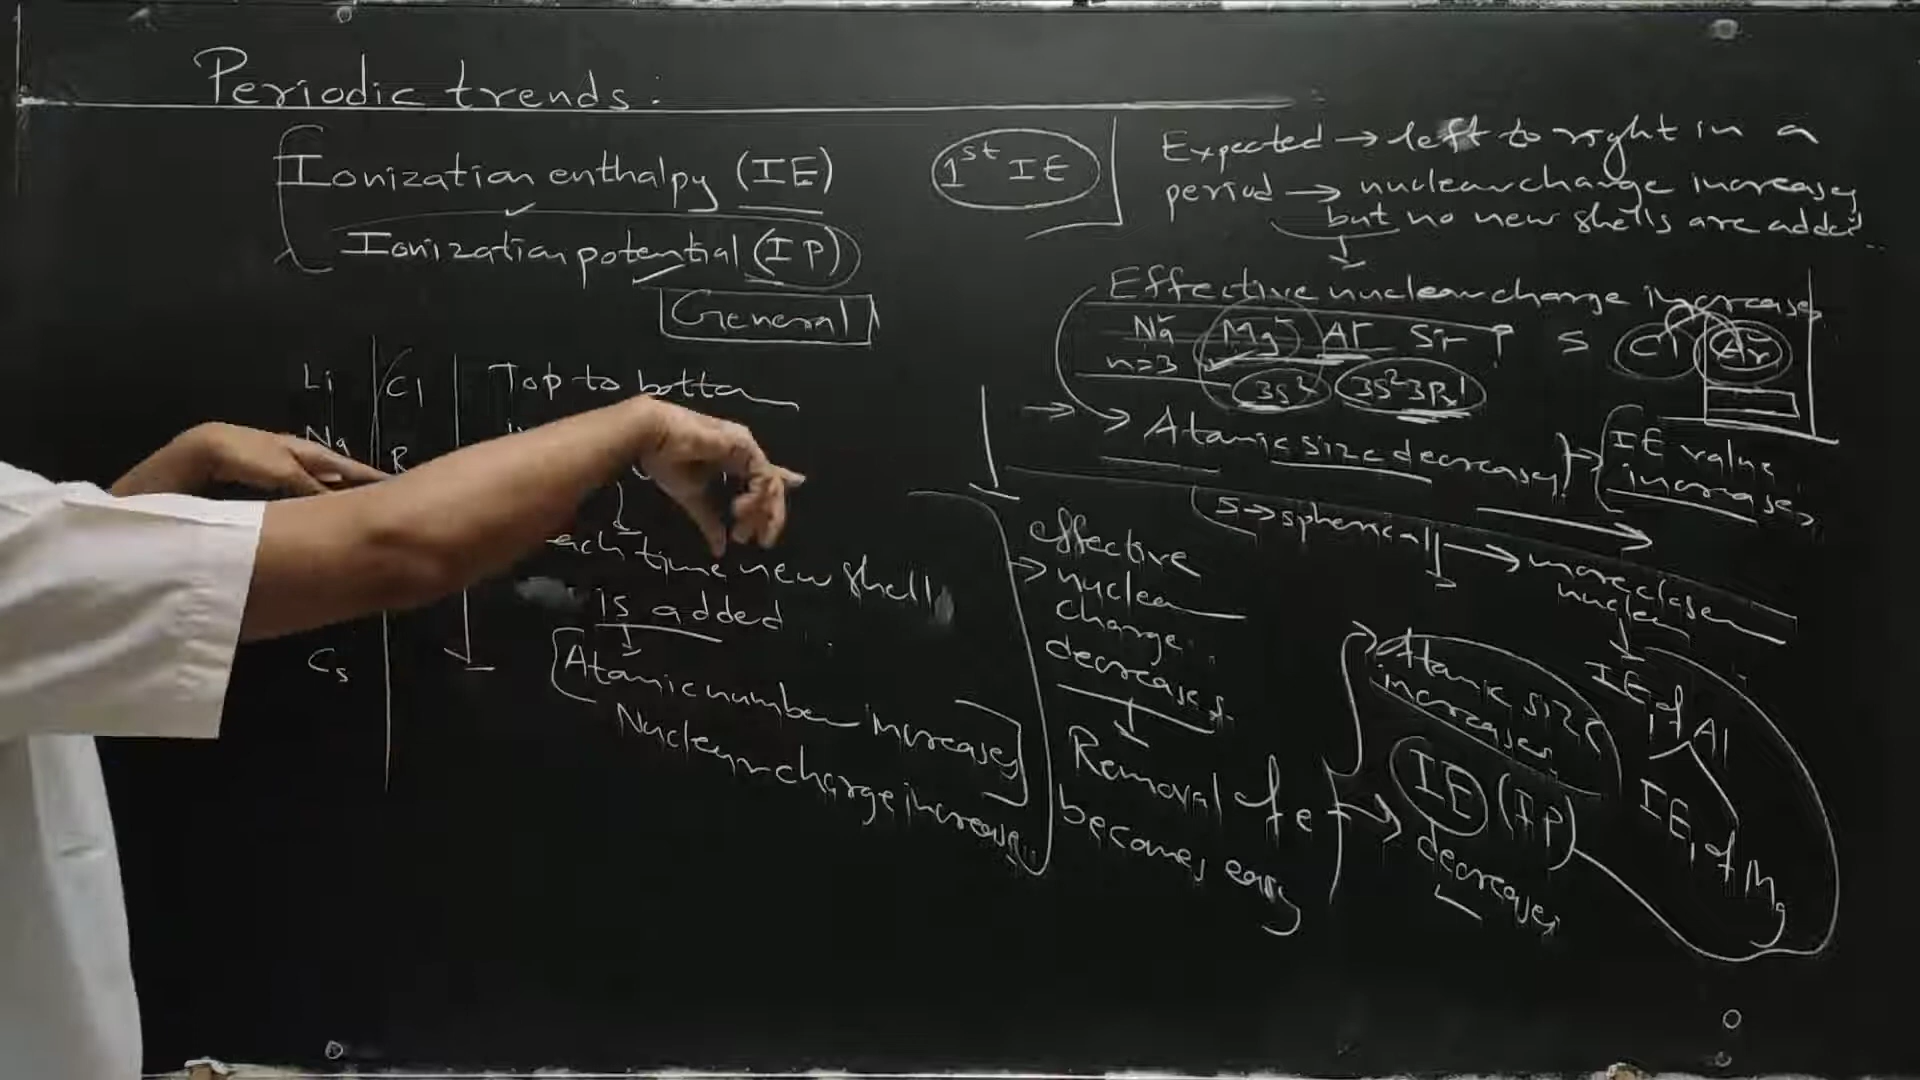 Periodic trends:
Ionization enthalpy (IE)
Ionization potential (IP)
General
1st IE
Expected → left to right in a
period → nuclear charge increases
but no new shells are added
Effective nuclear charge increases
Na Mg Al Si P S Cl Ar
n=3
3s² 3s²3Px¹
→ Atomic size decreases
IE value
increases
Li Cl
Na
Cs
Top to bottom
each time new shell
is added
Atomic number increases
Nuclear charge increases
effective
nuclear
charge
decreases
Removal of e
becomes easy
Atomic size
increases
IE (IP)
decreases
S → spherical → more closer
IE₁ of Al
IE₁ of Mg